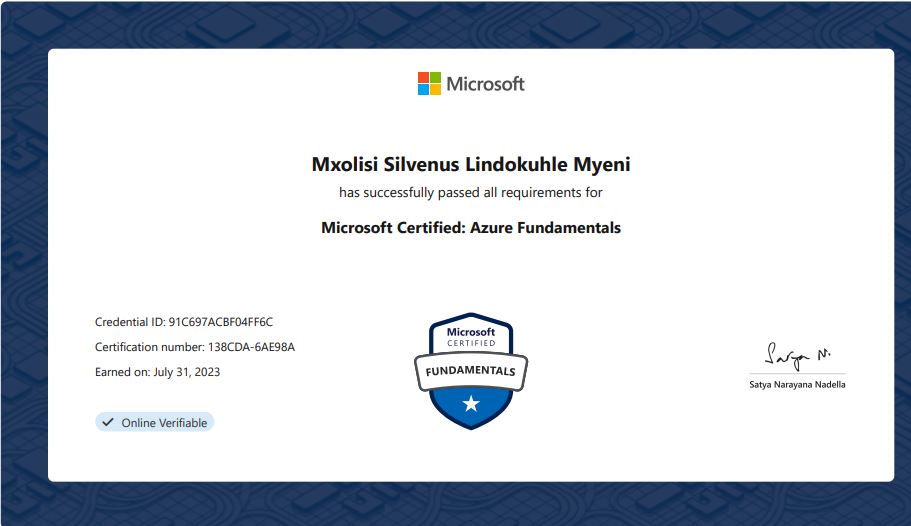 Microsoft
Mxolisi Silvenus Lindokuhle Myeni
has successfully passed all requirements for
Microsoft Certified: Azure Fundamentals
Credential ID: 91C697ACBF04FF6C
Certification number: 138CDA-6AE98A
Earned on: July 31, 2023
Online Verifiable
Microsoft
CERTIFIED
FUNDAMENTALS
Satya N.
Satya Narayana Nadella